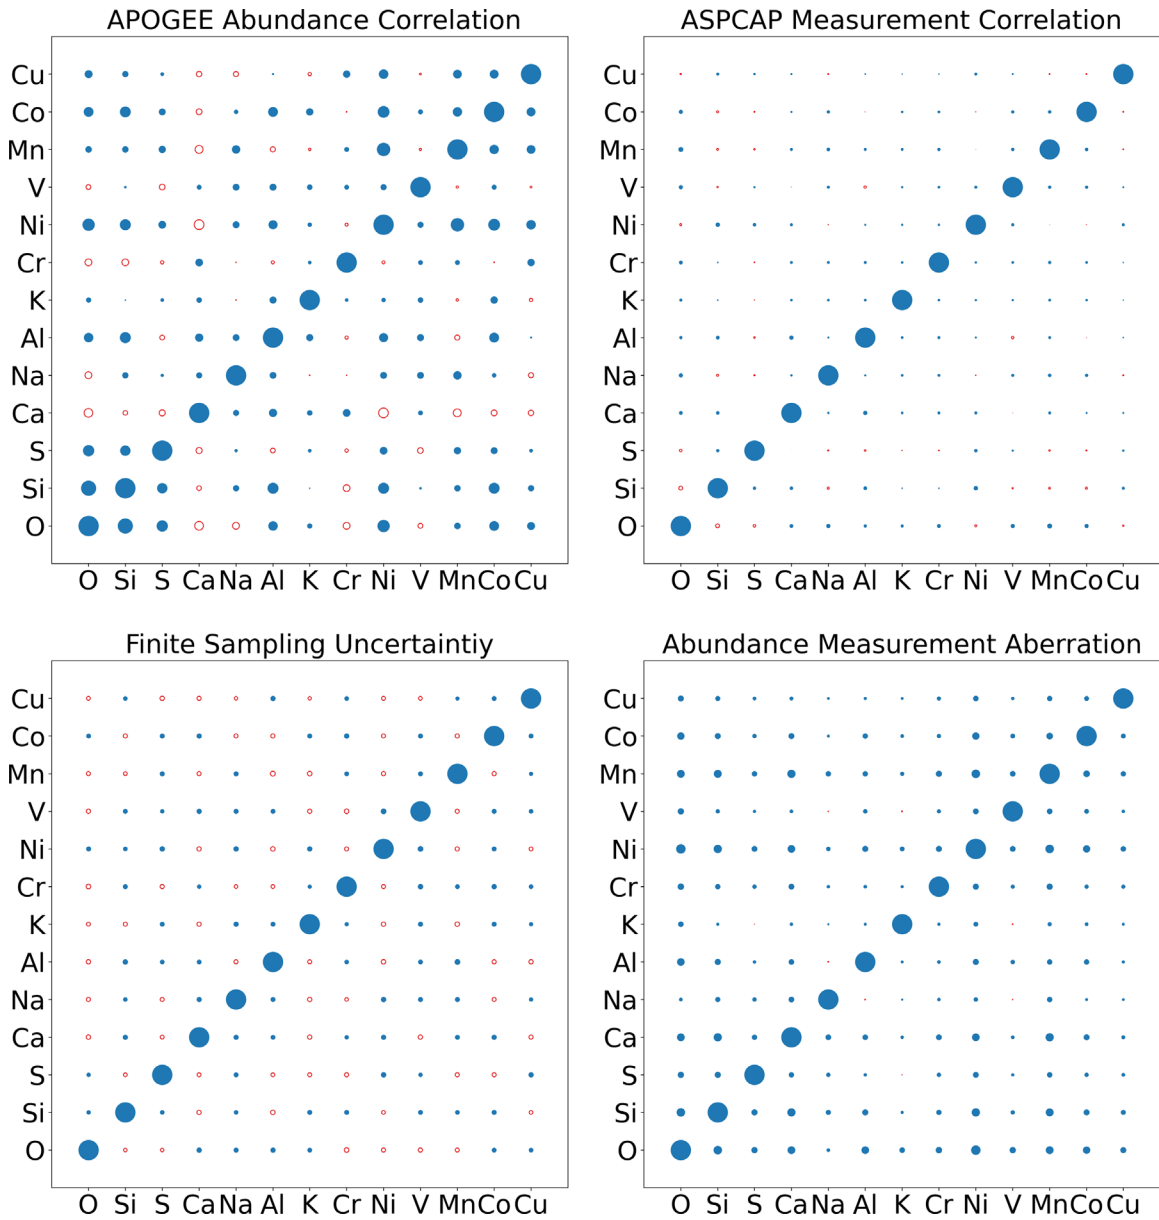 APOGEE Abundance Correlation
Cu
Co
Mn
V
Ni
Cr
K
Al
Na
Ca
S
Si
O
O Si S Ca Na Al K Cr Ni V Mn Co Cu
ASPCAP Measurement Correlation
Cu
Co
Mn
V
Ni
Cr
K
Al
Na
Ca
S
Si
O
O Si S Ca Na Al K Cr Ni V Mn Co Cu
Finite Sampling Uncertaintiy
Cu
Co
Mn
V
Ni
Cr
K
Al
Na
Ca
S
Si
O
O Si S Ca Na Al K Cr Ni V Mn Co Cu
Abundance Measurement Aberration
Cu
Co
Mn
V
Ni
Cr
K
Al
Na
Ca
S
Si
O
O Si S Ca Na Al K Cr Ni V Mn Co Cu